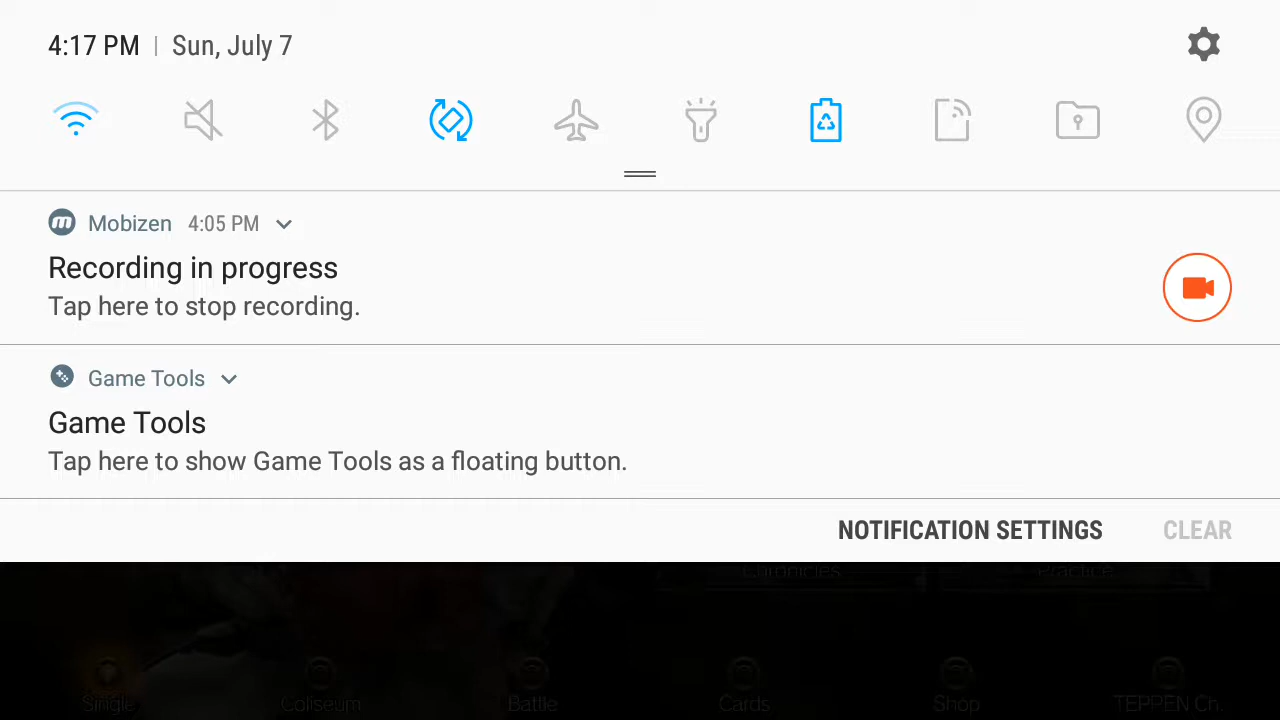 4:17 PM | Sun, July 7
Mobizen 4:05 PM
Recording in progress
Tap here to stop recording.
Game Tools
Game Tools
Tap here to show Game Tools as a floating button.
NOTIFICATION SETTINGS CLEAR
Chronicles Practice
Single Coliseum Battle Cards Shop TEPPEN Ch.